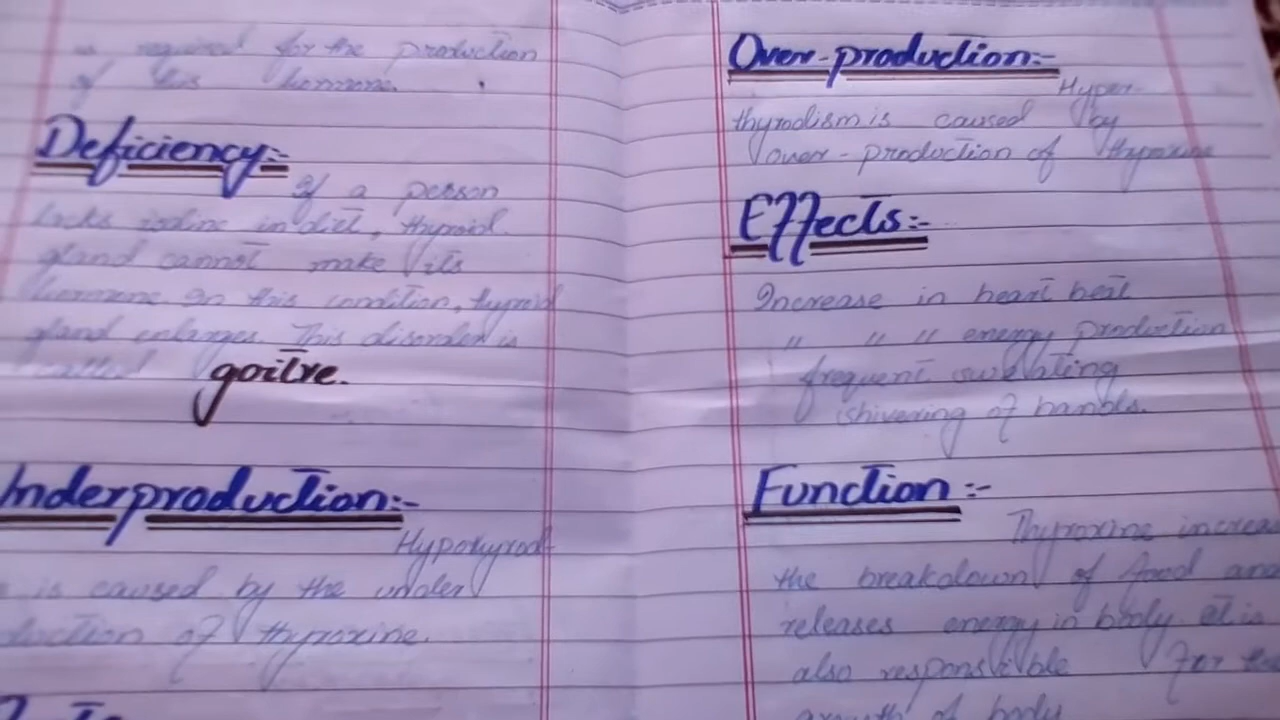 is required for the production
of this hormone.
Deficiency:-
If a person
lacks iodine in diet, thyroid
gland cannot make its
hormone In this condition, tyroid
gland enlarges. This disorder is
called goitre.
Underproduction:-
Hypothyrod-
is caused by the under
duction of thyroxine.
Over-production:-
Hyper-
thyrodism is caused by
over-production of thyroxine
Effects:-
Increase in heart beat
" " " energy production
frequent sweating
shivering of hands.
Function:-
Thyroxine increa
the breakdown of food and
releases energy in body. It is
also responsible for the
growth of body